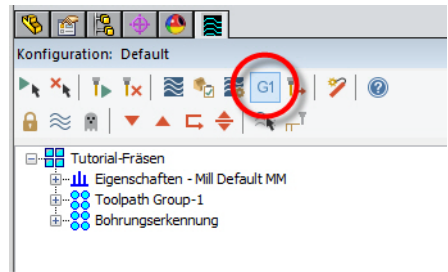 Konfiguration: Default
G1
Tutorial-Fräsen
Eigenschaften - Mill Default MM
Toolpath Group-1
Bohrungserkennung